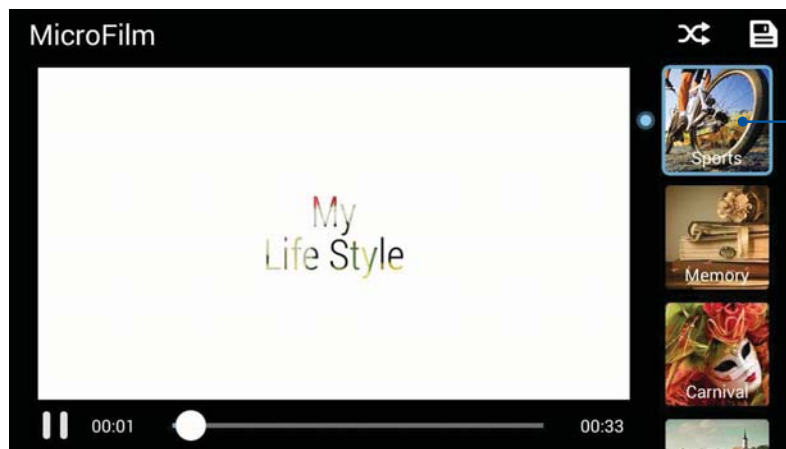 MicroFilm
My
Life Style
Sports
Memory
Carnival
00:01
00:33